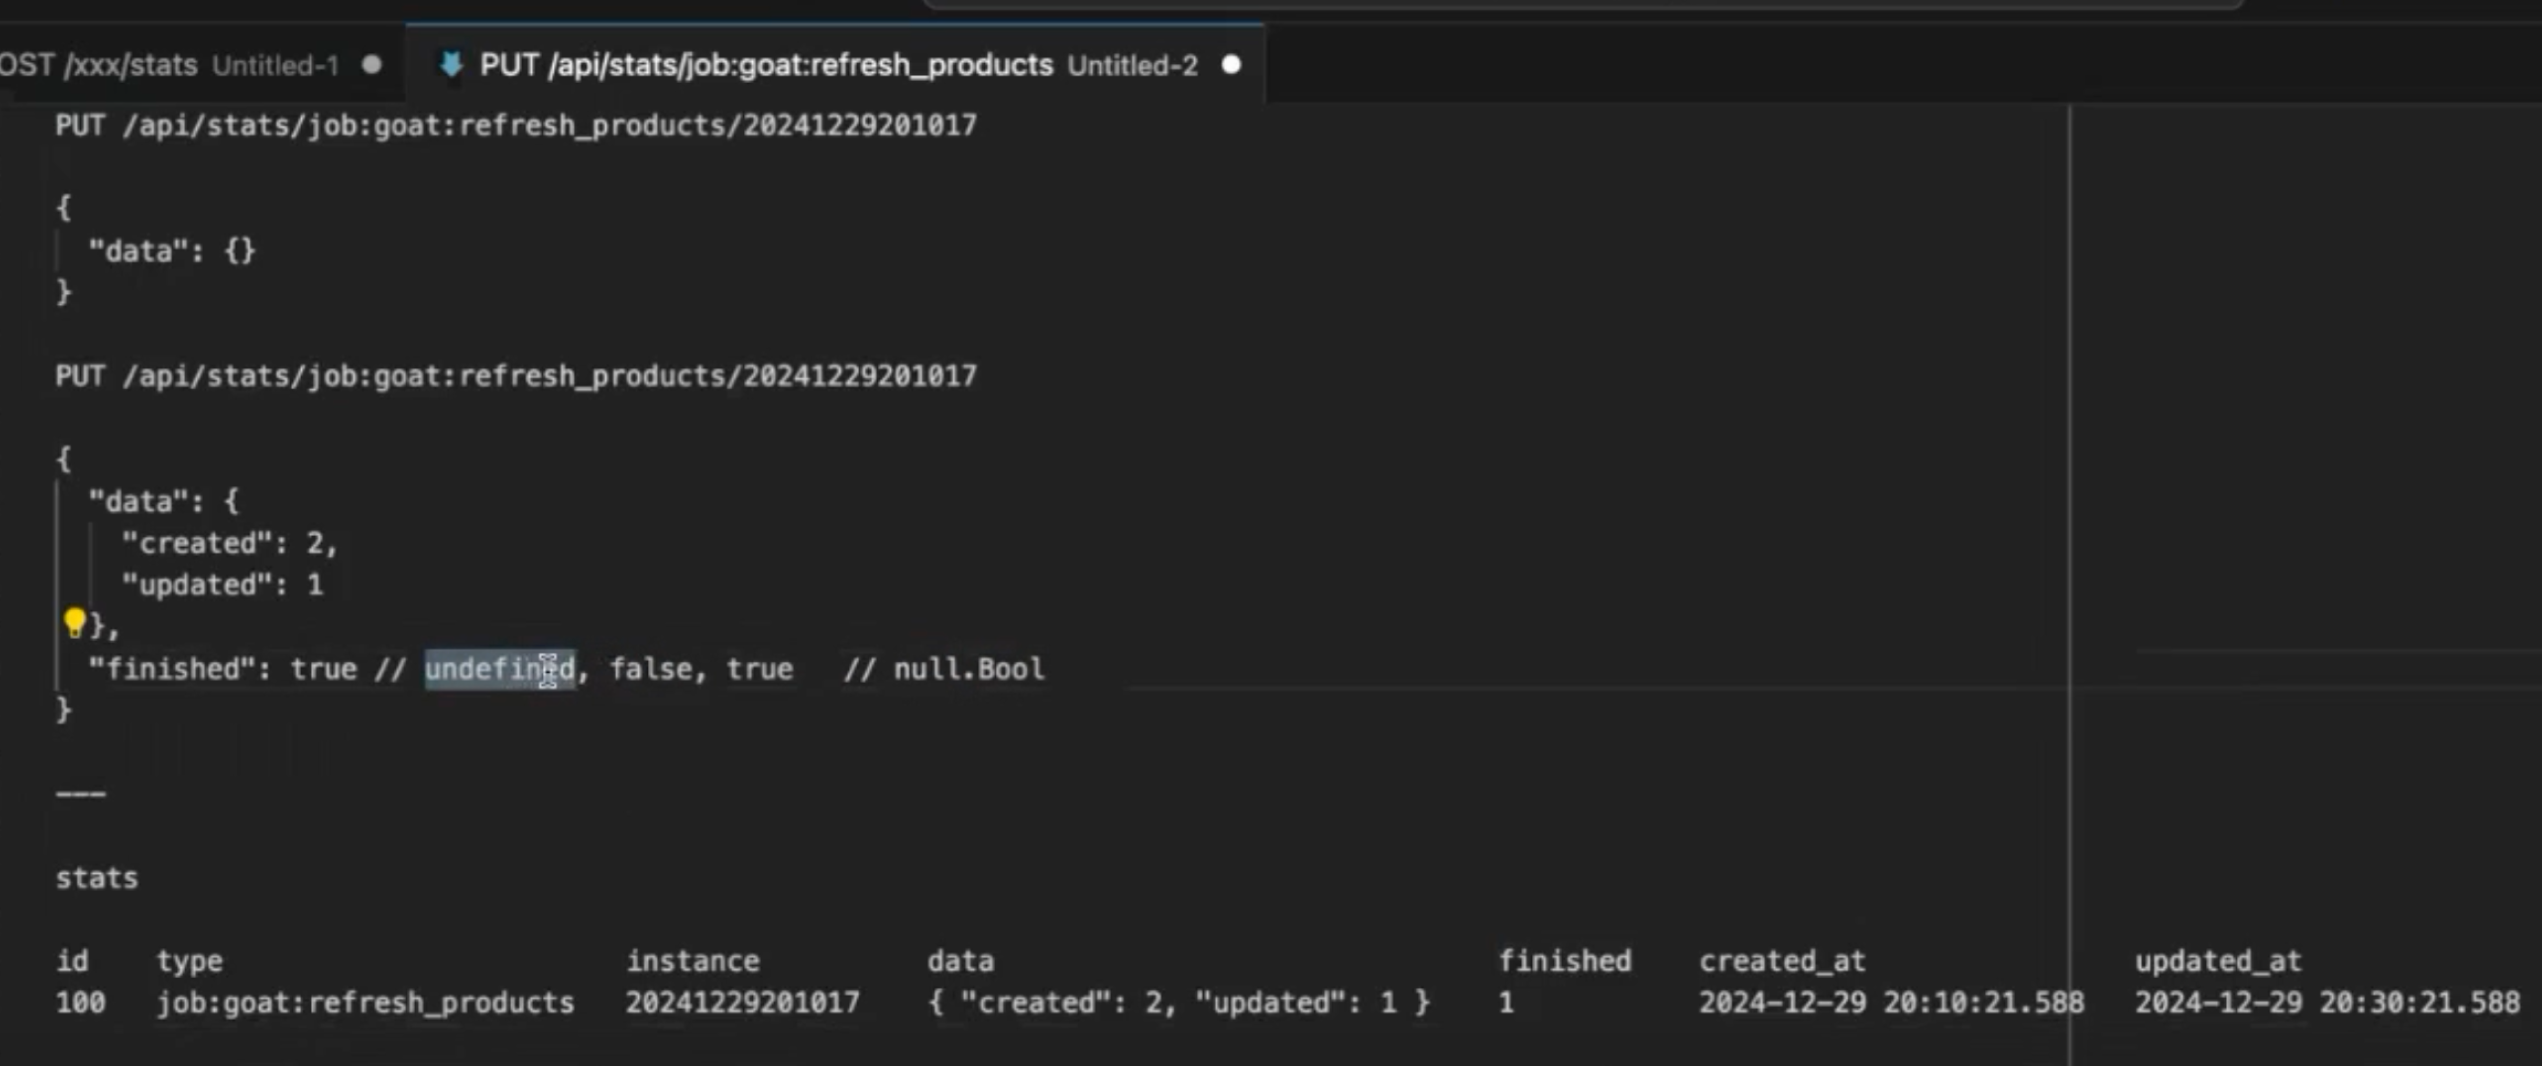 OST /xxx/stats Untitled-1
PUT /api/stats/job:goat:refresh_products Untitled-2
PUT /api/stats/job:goat:refresh_products/20241229201017
{
"data": {}
}
PUT /api/stats/job:goat:refresh_products/20241229201017
{
"data": {
"created": 2,
"updated": 1
},
"finished": true // undefined, false, true // null.Bool
}
---
stats
id type instance data finished created_at updated_at
100 job:goat:refresh_products 20241229201017 { "created": 2, "updated": 1 } 1 2024-12-29 20:10:21.588 2024-12-29 20:30:21.588